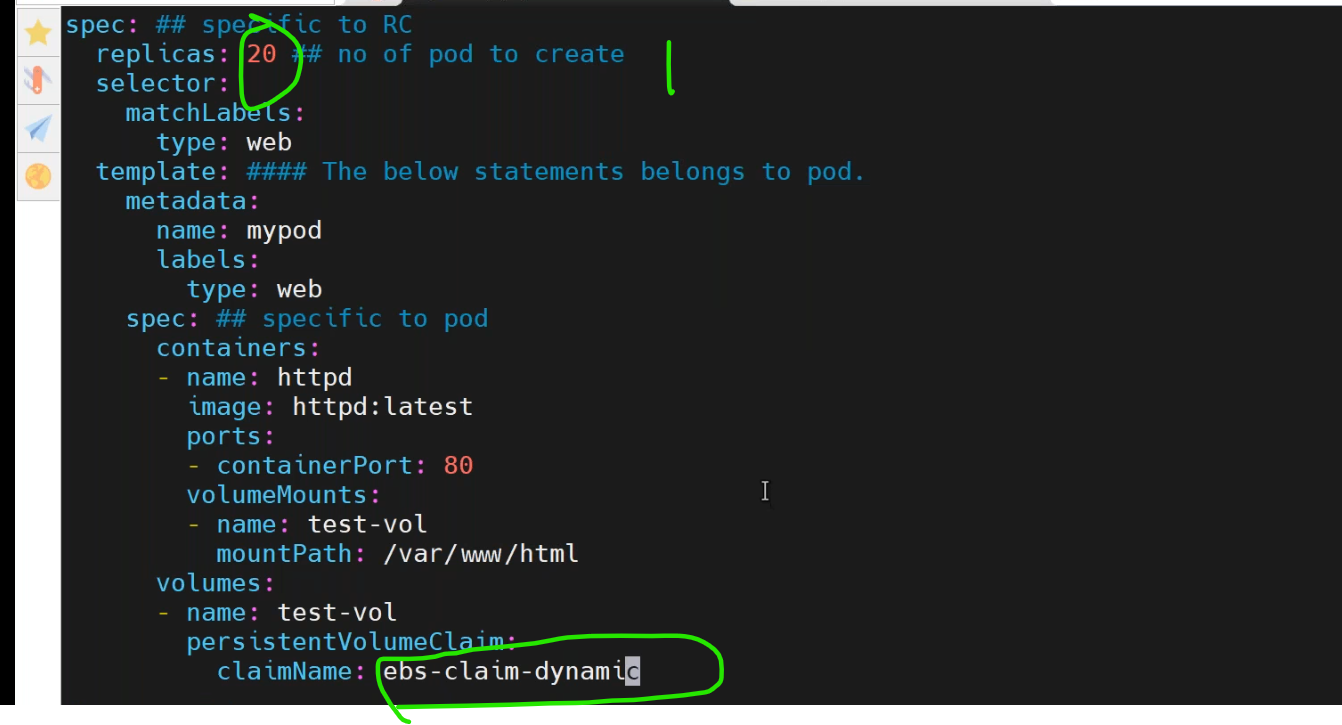 spec: ## specific to RC
  replicas: 20 ## no of pod to create
  selector:
    matchLabels:
      type: web
  template: #### The below statements belongs to pod.
    metadata:
      name: mypod
      labels:
        type: web
    spec: ## specific to pod
      containers:
      - name: httpd
        image: httpd:latest
        ports:
        - containerPort: 80
        volumeMounts:
        - name: test-vol
          mountPath: /var/www/html
      volumes:
      - name: test-vol
        persistentVolumeClaim:
          claimName: ebs-claim-dynamic